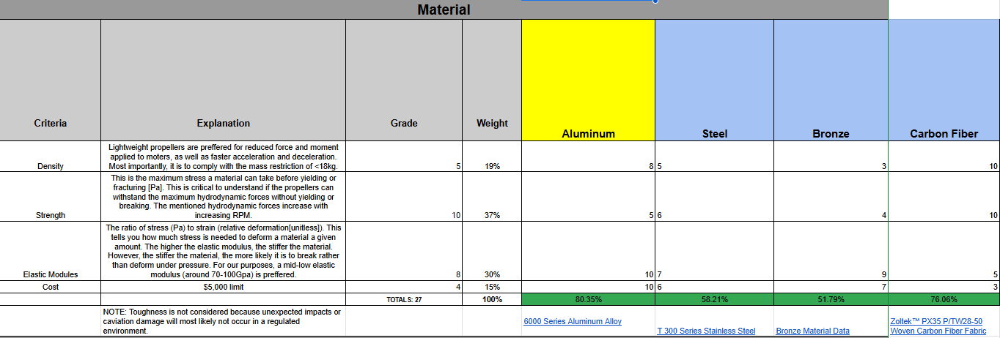 Material
Criteria
Explanation
Grade
Weight
Aluminum
Steel
Bronze
Carbon Fiber
Density
Lightweight propellers are preffered for reduced force and moment
applied to moters, as well as faster acceleration and deceleration.
Most importantly, it is to comply with the mass restriction of <18kg.
5
19%
8
5
3
10
Strength
This is the maximum stress a material can take before yielding or
fracturing [Pa]. This is critical to understand if the propellers can
withstand the maximum hydrodynamic forces without yielding or
breaking. The mentioned hydrodynamic forces increase with
increasing RPM.
10
37%
5
6
4
10
Elastic Modules
The ratio of stress (Pa) to strain (relative deformation[unitless]). This
tells you how much stress is needed to deform a material a given
amount. The higher the elastic modulus, the stiffer the material.
However, the stiffer the material, the more likely it is to break rather
than deform under pressure. For our purposes, a mid-low elastic
modulus (around 70-100Gpa) is preffered.
8
30%
10
7
9
5
Cost
$5,000 limit
4
15%
10
6
7
3
TOTALS: 27
100%
80.35%
58.21%
51.79%
76.06%
NOTE: Toughness is not considered because unexpected impacts or
caviation damage will most likely not occur in a regulated
environment.
6000 Series Aluminum Alloy
T 300 Series Stainless Steel
Bronze Material Data
Zoltek™ PX35 P/TW28-50
Woven Carbon Fiber Fabric